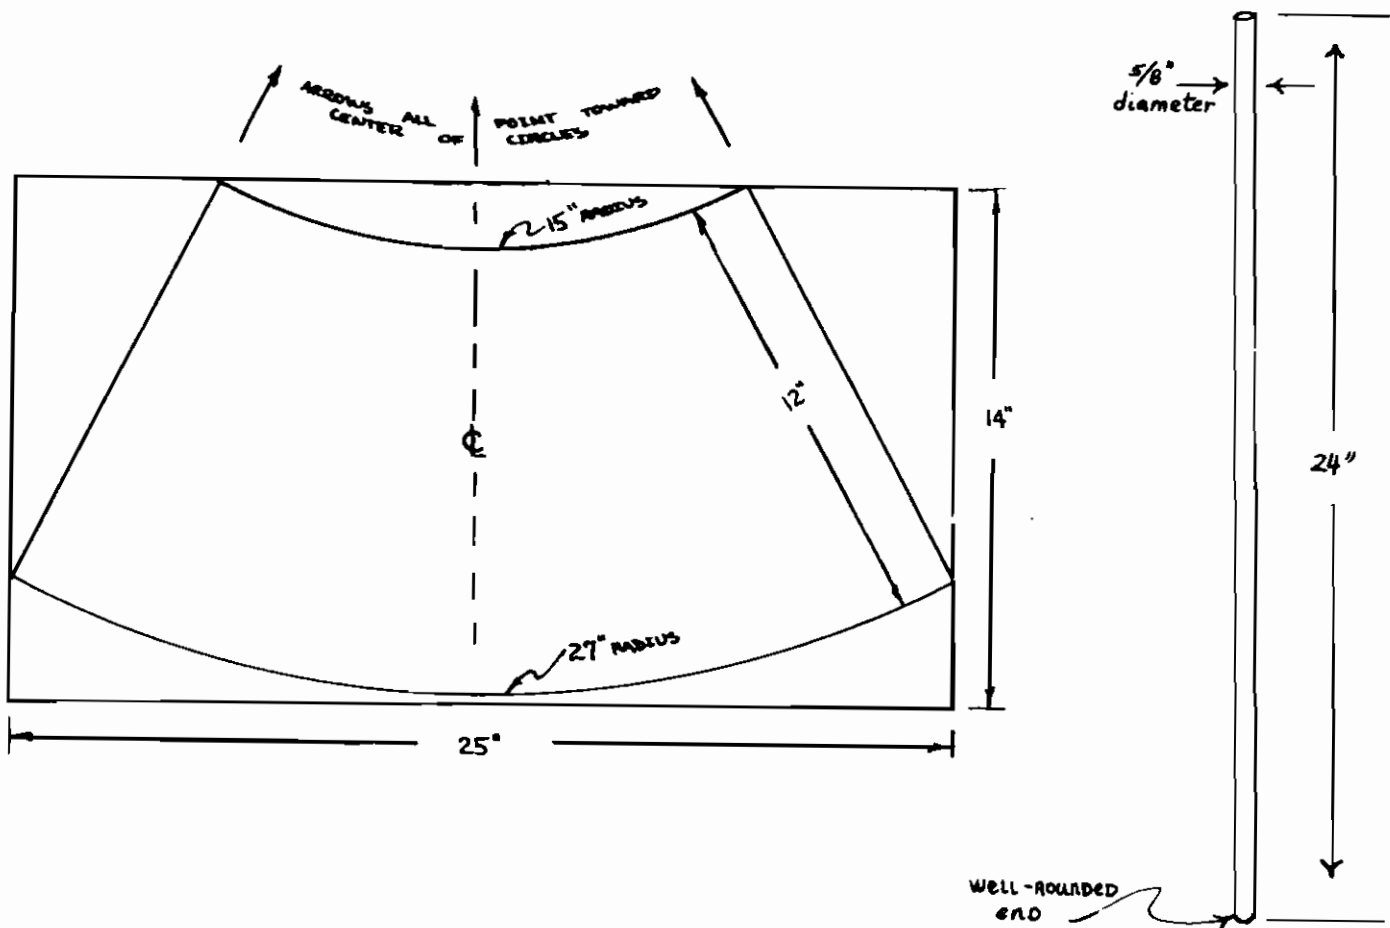 ARROWS ALL POINT TOWARD
CENTER OF CIRCLES
15" RADIUS
12"
14"
℄
27" RADIUS
25"
5/8"
diameter
24"
WELL-ROUNDED
END